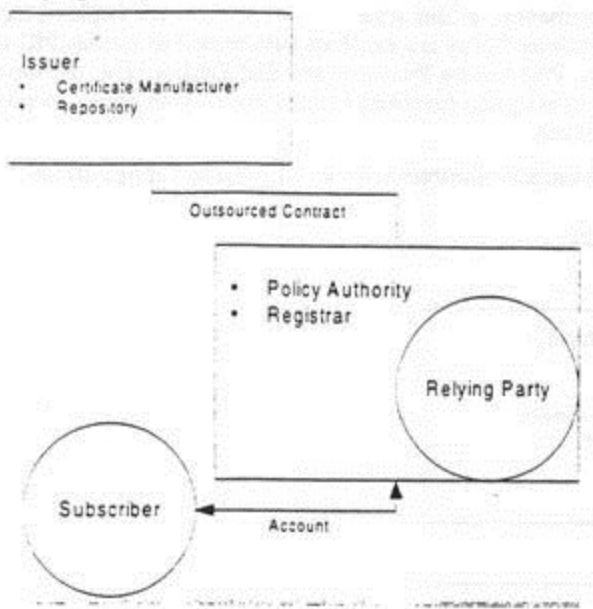 Issuer
• Certificate Manufacturer
• Repository
Outsourced Contract
• Policy Authority
• Registrar
Relying Party
Subscriber
Account